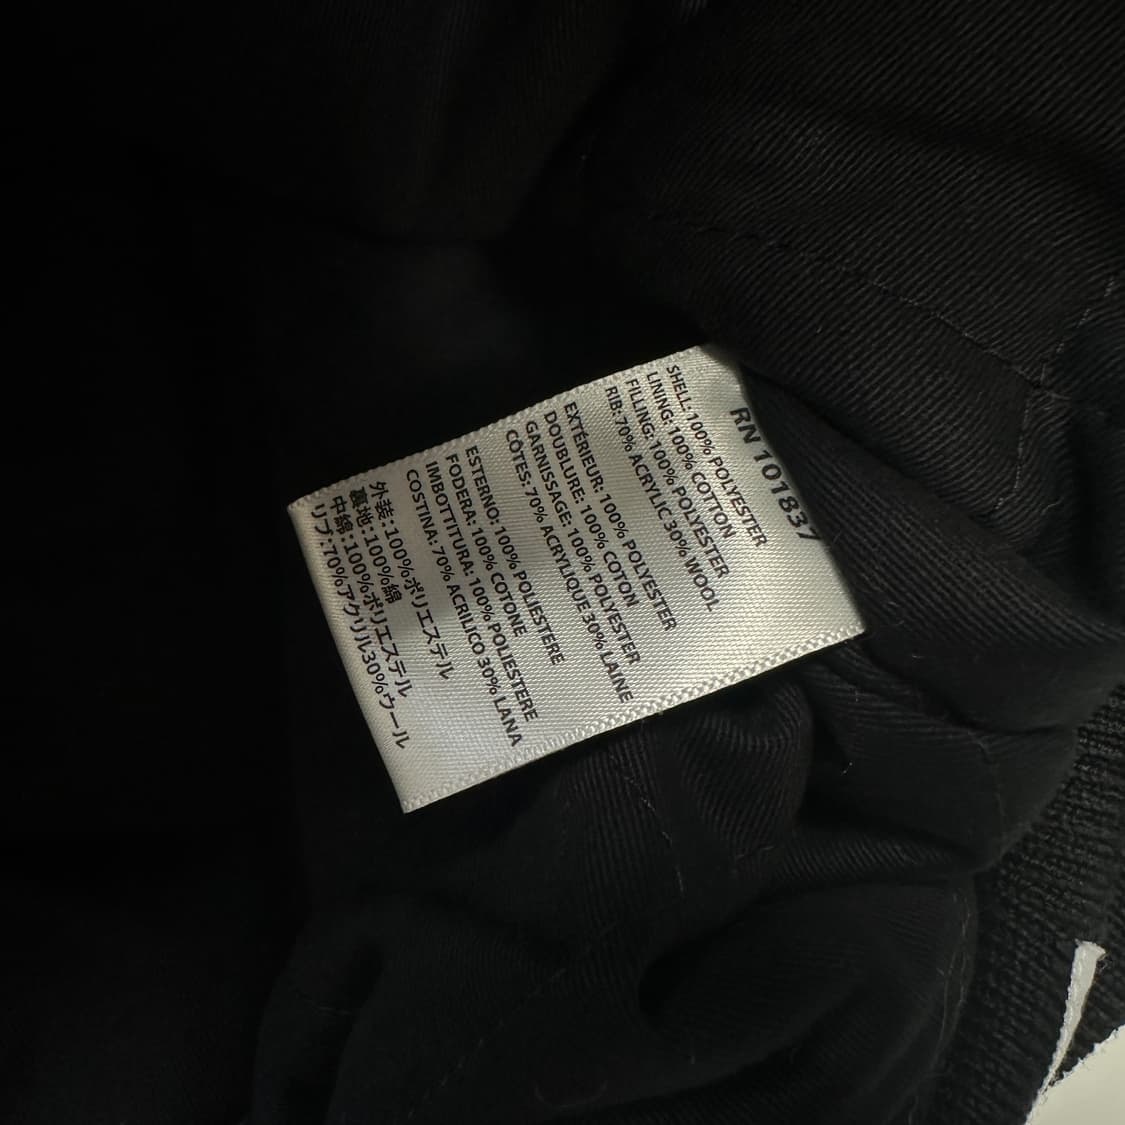 RN 101837
SHELL: 100% POLYESTER
LINING: 100% COTTON
FILLING: 100% POLYESTER
RIB: 70% ACRYLIC 30% WOOL
EXTÉRIEUR: 100% POLYESTER
DOUBLURE: 100% COTON
GARNISSAGE: 100% POLYESTER
CÔTES: 70% ACRYLIQUE 30% LAINE
ESTERNO: 100% POLIESTERE
FODERA: 100% COTONE
IMBOTTITURA: 100% POLIESTERE
COSTINA: 70% ACRILICO 30% LANA
外装:100%ポリエステル
裏地:100%綿
中綿:100%ポリエステル
リブ:70%アクリル30%ウール